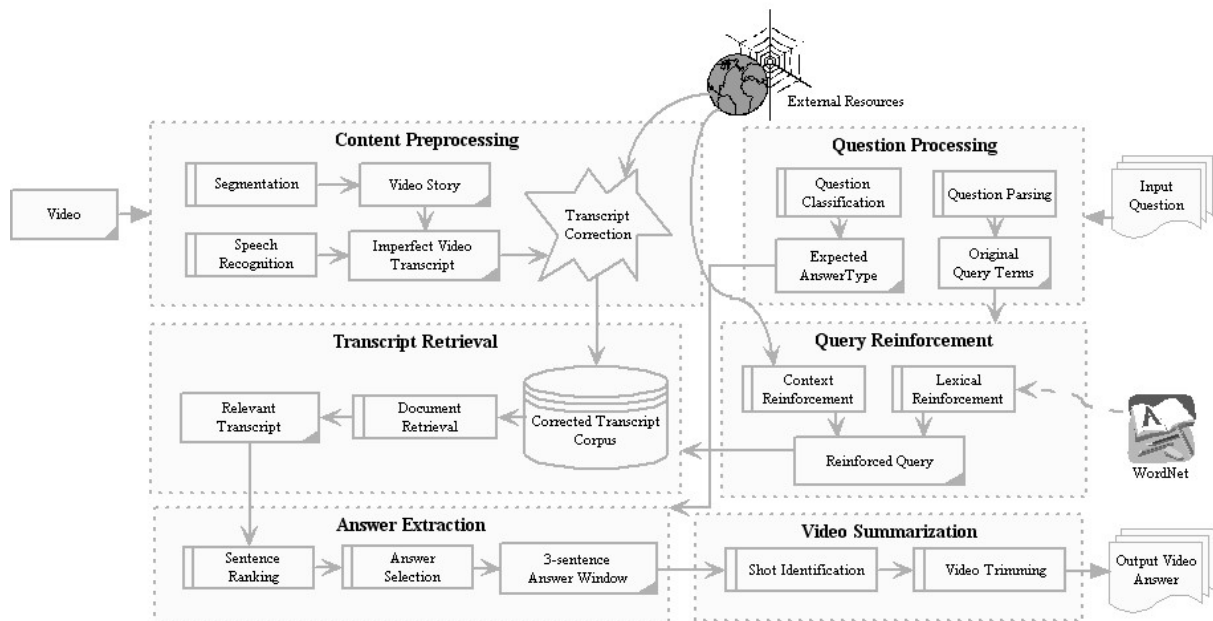 External Resources
Content Preprocessing
Segmentation
Video Story
Speech
Recognition
Imperfect Video
Transcript
Transcript
Correction
Video
Question Processing
Question
Classification
Question Parsing
Expected
AnswerType
Original
Query Terms
Input
Question
Transcript Retrieval
Relevant
Transcript
Document
Retrieval
Corrected Transcript
Corpus
Query Reinforcement
Context
Reinforcement
Lexical
Reinforcement
Reinforced Query
A
WordNet
Answer Extraction
Sentence
Ranking
Answer
Selection
3-sentence
Answer Window
Video Summarization
Shot Identification
Video Trimming
Output Video
Answer